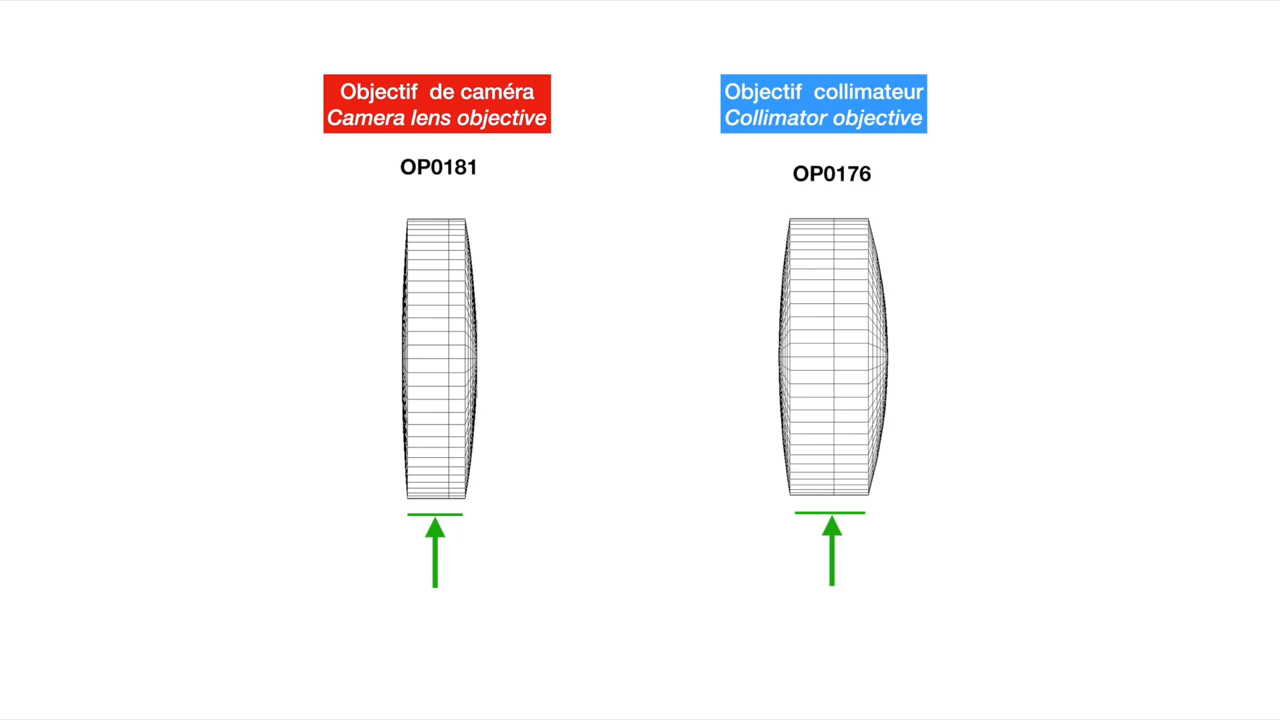 Objectif de caméra
Camera lens objective
OP0181
Objectif collimateur
Collimator objective
OP0176